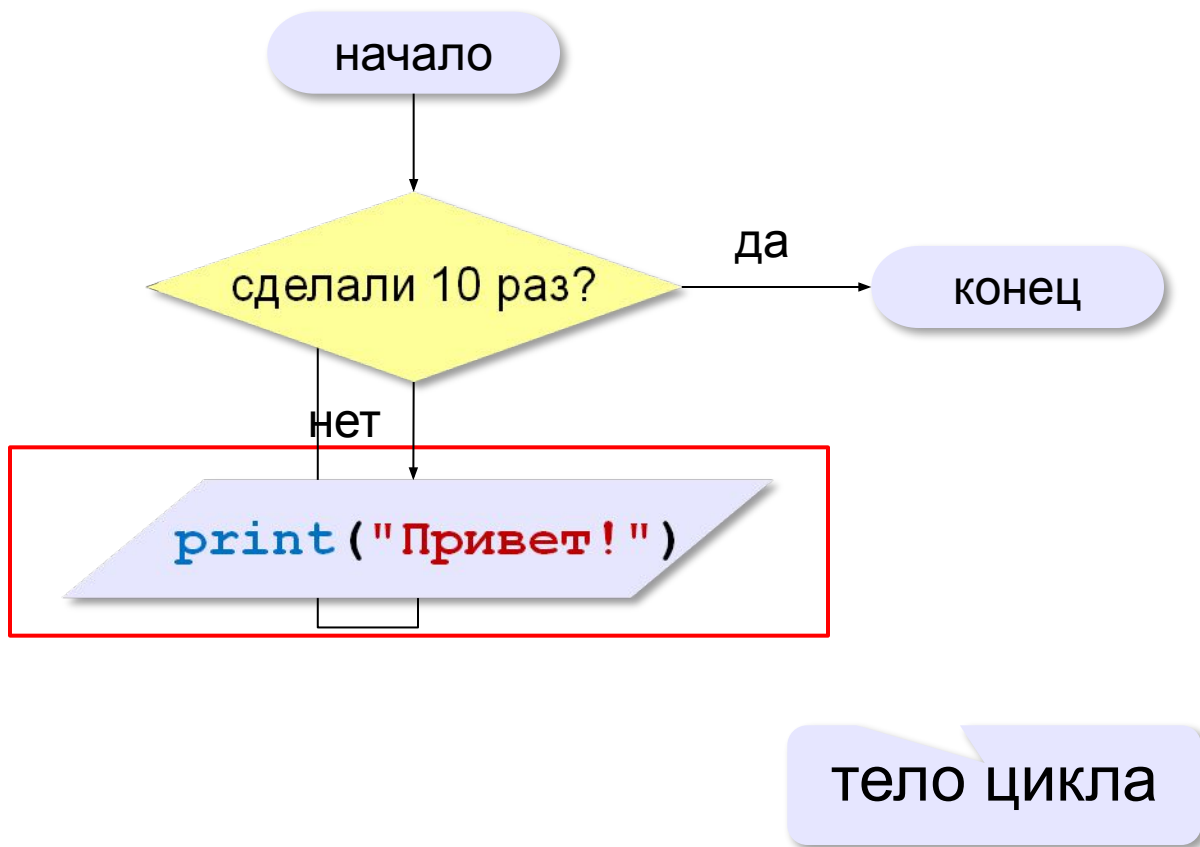 начало
сделали 10 раз?
да
конец
нет
print("Привет!")
тело цикла